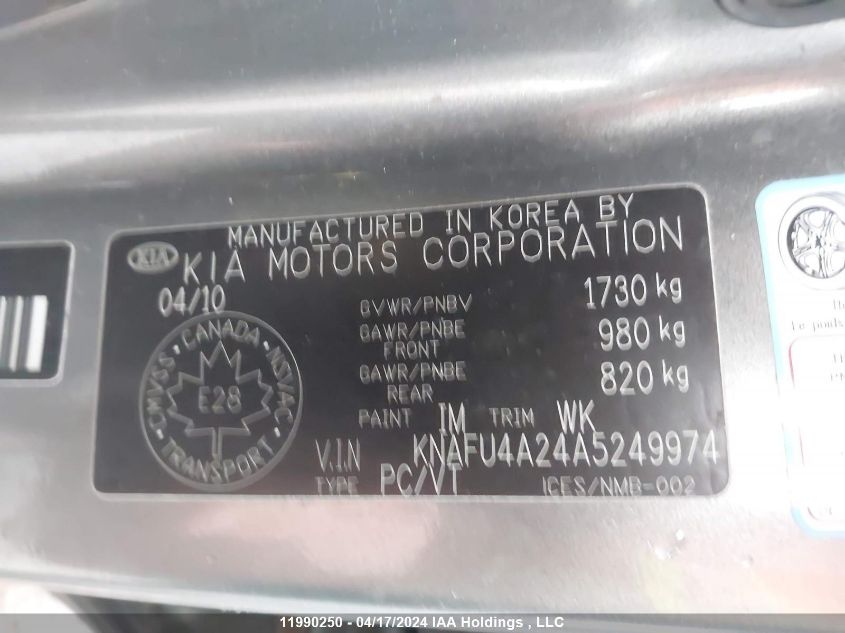 MANUFACTURED IN KOREA BY
KIA KIA MOTORS CORPORATION
04/10
GVWR/PNBV 1730 kg
GAWR/PNBE FRONT 980 kg
GAWR/PNBE REAR 820 kg
PAINT IM TRIM WK
V.I.N KNAFU4A24A5249974
TYPE PC/VT ICES/NMB-002
CMVSS · CANADA · NSVAC · TRANSPORT ·
E28
11990250 - 04/17/2024 IAA Holdings , LLC